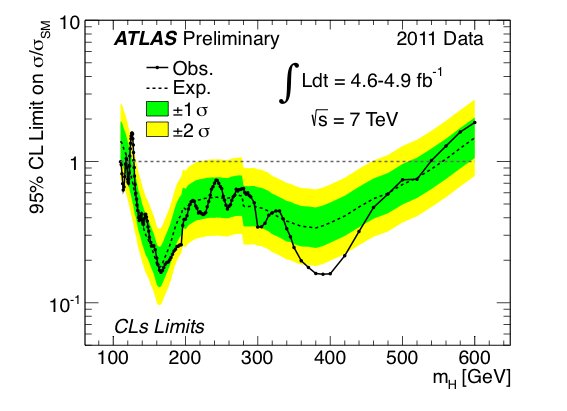 ATLAS Preliminary 2011 Data
Obs.
Exp.
±1 σ
±2 σ
∫ Ldt = 4.6-4.9 fb⁻¹
√s = 7 TeV
95% CL Limit on σ/σSM
10
1
10⁻¹
CLs Limits
100 200 300 400 500 600
mH [GeV]